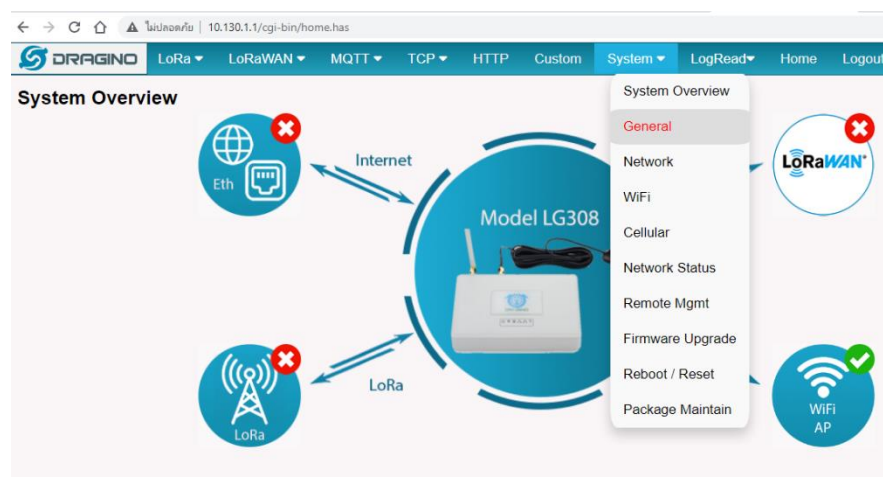 ไม่ปลอดภัย | 10.130.1.1/cgi-bin/home.has
DRAGINO LoRa LoRaWAN MQTT TCP HTTP Custom System LogRead Home Logout
System Overview
System Overview
General
Network
WiFi
Cellular
Network Status
Remote Mgmt
Firmware Upgrade
Reboot / Reset
Package Maintain
Eth
Internet
Model LG308
LoRaWAN
LoRa
LoRa
WiFi
AP